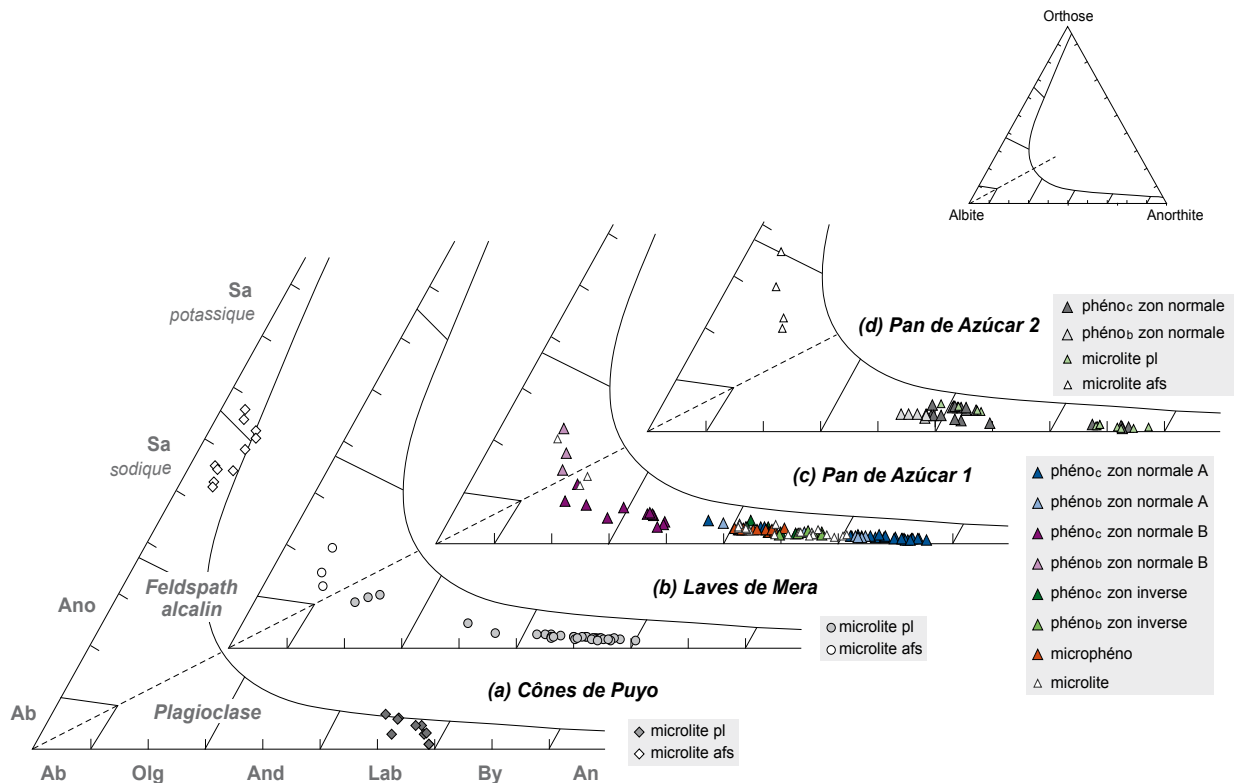 Orthose
Albite
Anorthite
Sa
potassique
(d) Pan de Azúcar 2
phénoc zon normale
phénob zon normale
microlite pl
microlite afs
Sa
sodique
(c) Pan de Azúcar 1
phénoc zon normale A
phénob zon normale A
phénoc zon normale B
phénob zon normale B
phénoc zon inverse
phénob zon inverse
microphéno
microlite
Ano
Feldspath
alcalin
(b) Laves de Mera
microlite pl
microlite afs
(a) Cônes de Puyo
Ab
Plagioclase
microlite pl
microlite afs
Ab Olg And Lab By An